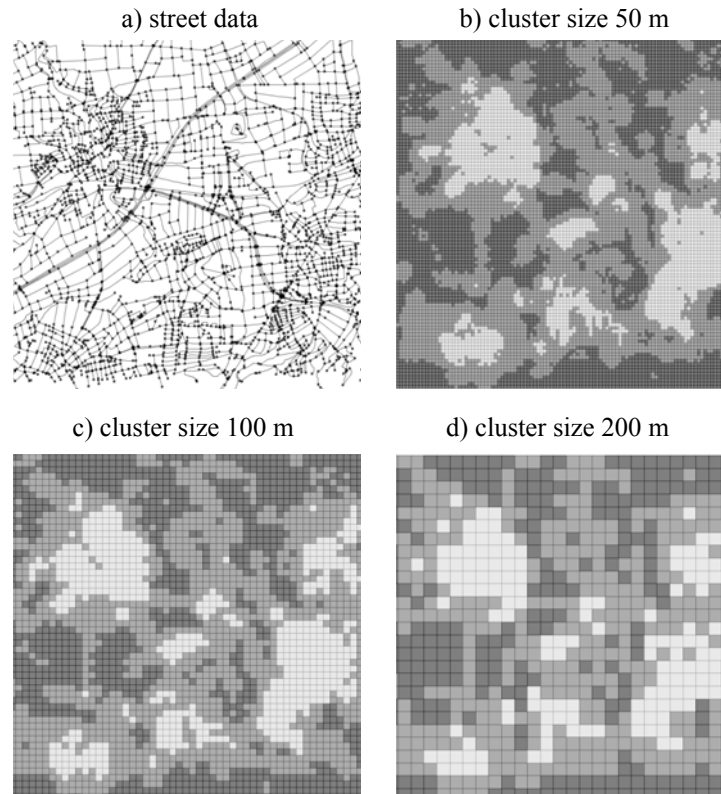 a) street data
b) cluster size 50 m
c) cluster size 100 m
d) cluster size 200 m